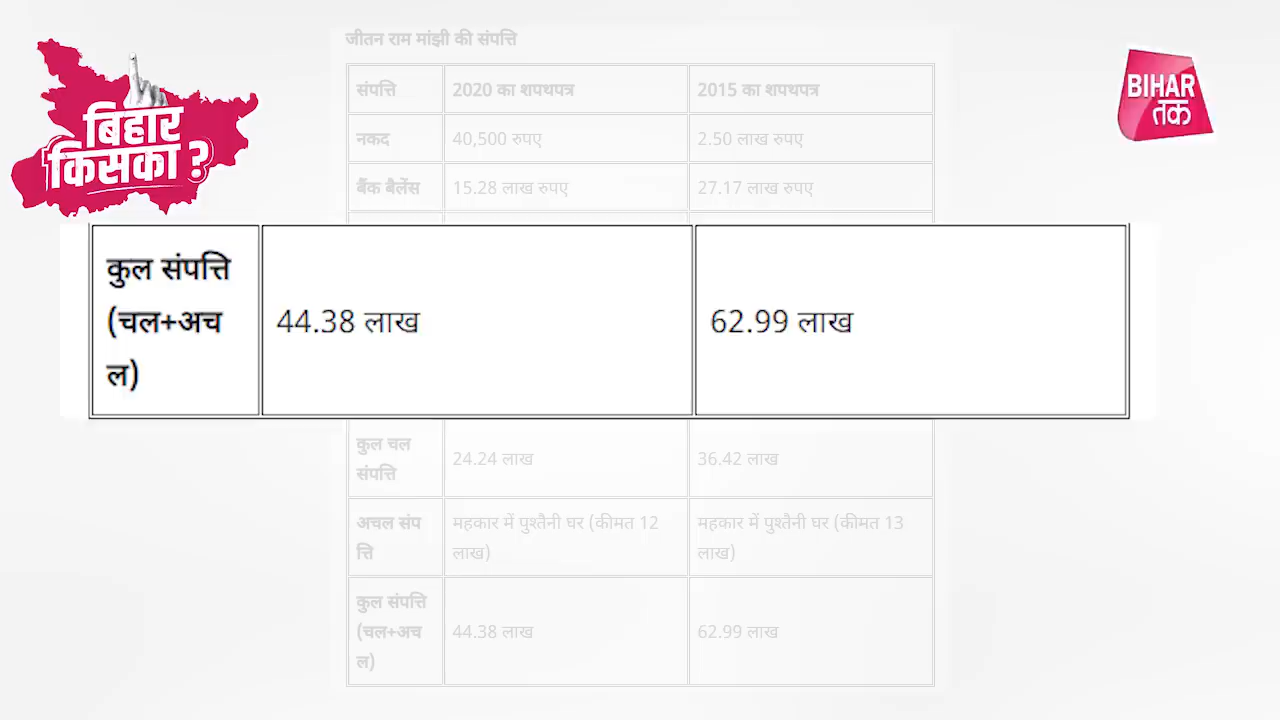 जीतन राम मांझी की संपत्ति
बिहार
किसका ?
BIHAR
तक
संपत्ति 2020 का शपथपत्र 2015 का शपथपत्र
नकद 40,500 रुपए 2.50 लाख रुपए
बैंक बैलेंस 15.28 लाख रुपए 27.17 लाख रुपए
कुल संपत्ति
(चल+अच 44.38 लाख 62.99 लाख
ल)
कुल चल
संपत्ति 24.24 लाख 36.42 लाख
अचल संप महकार में पुश्तैनी घर (कीमत 12 महकार में पुश्तैनी घर (कीमत 13
त्ति लाख) लाख)
कुल संपत्ति
(चल+अच 44.38 लाख 62.99 लाख
ल)